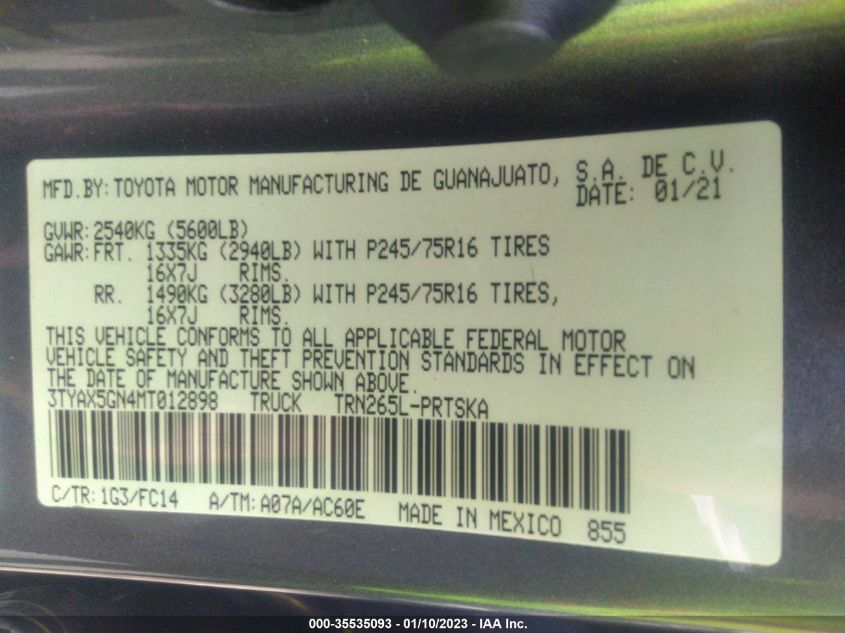 MFD.BY: TOYOTA MOTOR MANUFACTURING DE GUANAJUATO, S.A. DE C.V.
DATE: 01/21
GVWR: 2540KG (5600LB)
GAWR: FRT. 1335KG (2940LB) WITH P245/75R16 TIRES
16X7J RIMS.
RR. 1490KG (3280LB) WITH P245/75R16 TIRES,
16X7J RIMS.
THIS VEHICLE CONFORMS TO ALL APPLICABLE FEDERAL MOTOR
VEHICLE SAFETY AND THEFT PREVENTION STANDARDS IN EFFECT ON
THE DATE OF MANUFACTURE SHOWN ABOVE.
3TYAX5GN4MT012898 TRUCK TRN265L-PRTSKA
C/TR: 1G3/FC14 A/TM: A07A/AC60E MADE IN MEXICO 855
000-35535093 - 01/10/2023 - IAA Inc.